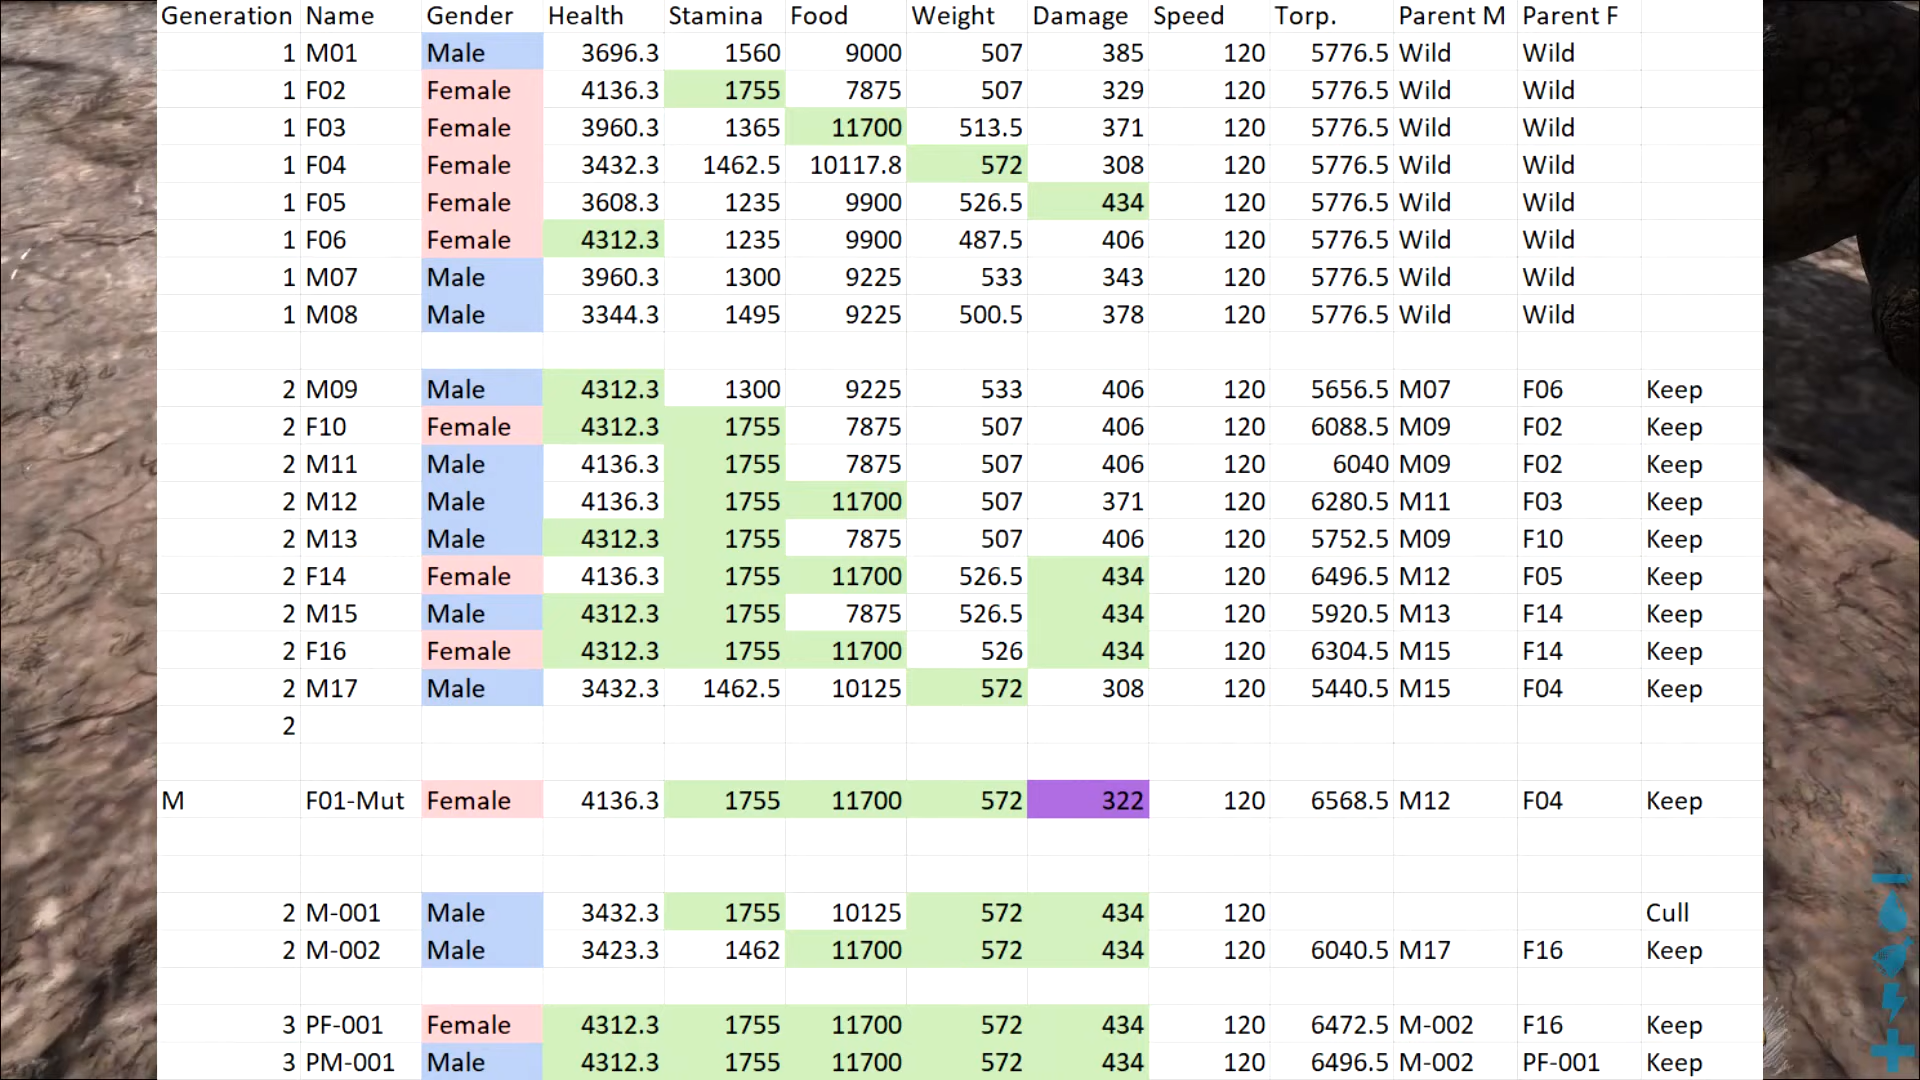 Generation Name Gender Health Stamina Food Weight Damage Speed Torp. Parent M Parent F
1 M01 Male 3696.3 1560 9000 507 385 120 5776.5 Wild Wild
1 F02 Female 4136.3 1755 7875 507 329 120 5776.5 Wild Wild
1 F03 Female 3960.3 1365 11700 513.5 371 120 5776.5 Wild Wild
1 F04 Female 3432.3 1462.5 10117.8 572 308 120 5776.5 Wild Wild
1 F05 Female 3608.3 1235 9900 526.5 434 120 5776.5 Wild Wild
1 F06 Female 4312.3 1235 9900 487.5 406 120 5776.5 Wild Wild
1 M07 Male 3960.3 1300 9225 533 343 120 5776.5 Wild Wild
1 M08 Male 3344.3 1495 9225 500.5 378 120 5776.5 Wild Wild
2 M09 Male 4312.3 1300 9225 533 406 120 5656.5 M07 F06 Keep
2 F10 Female 4312.3 1755 7875 507 406 120 6088.5 M09 F02 Keep
2 M11 Male 4136.3 1755 7875 507 406 120 6040 M09 F02 Keep
2 M12 Male 4136.3 1755 11700 507 371 120 6280.5 M11 F03 Keep
2 M13 Male 4312.3 1755 7875 507 406 120 5752.5 M09 F10 Keep
2 F14 Female 4136.3 1755 11700 526.5 434 120 6496.5 M12 F05 Keep
2 M15 Male 4312.3 1755 7875 526.5 434 120 5920.5 M13 F14 Keep
2 F16 Female 4312.3 1755 11700 526 434 120 6304.5 M15 F14 Keep
2 M17 Male 3432.3 1462.5 10125 572 308 120 5440.5 M15 F04 Keep
2
M F01-Mut Female 4136.3 1755 11700 572 322 120 6568.5 M12 F04 Keep
2 M-001 Male 3432.3 1755 10125 572 434 120 Cull
2 M-002 Male 3423.3 1462 11700 572 434 120 6040.5 M17 F16 Keep
3 PF-001 Female 4312.3 1755 11700 572 434 120 6472.5 M-002 F16 Keep
3 PM-001 Male 4312.3 1755 11700 572 434 120 6496.5 M-002 PF-001 Keep